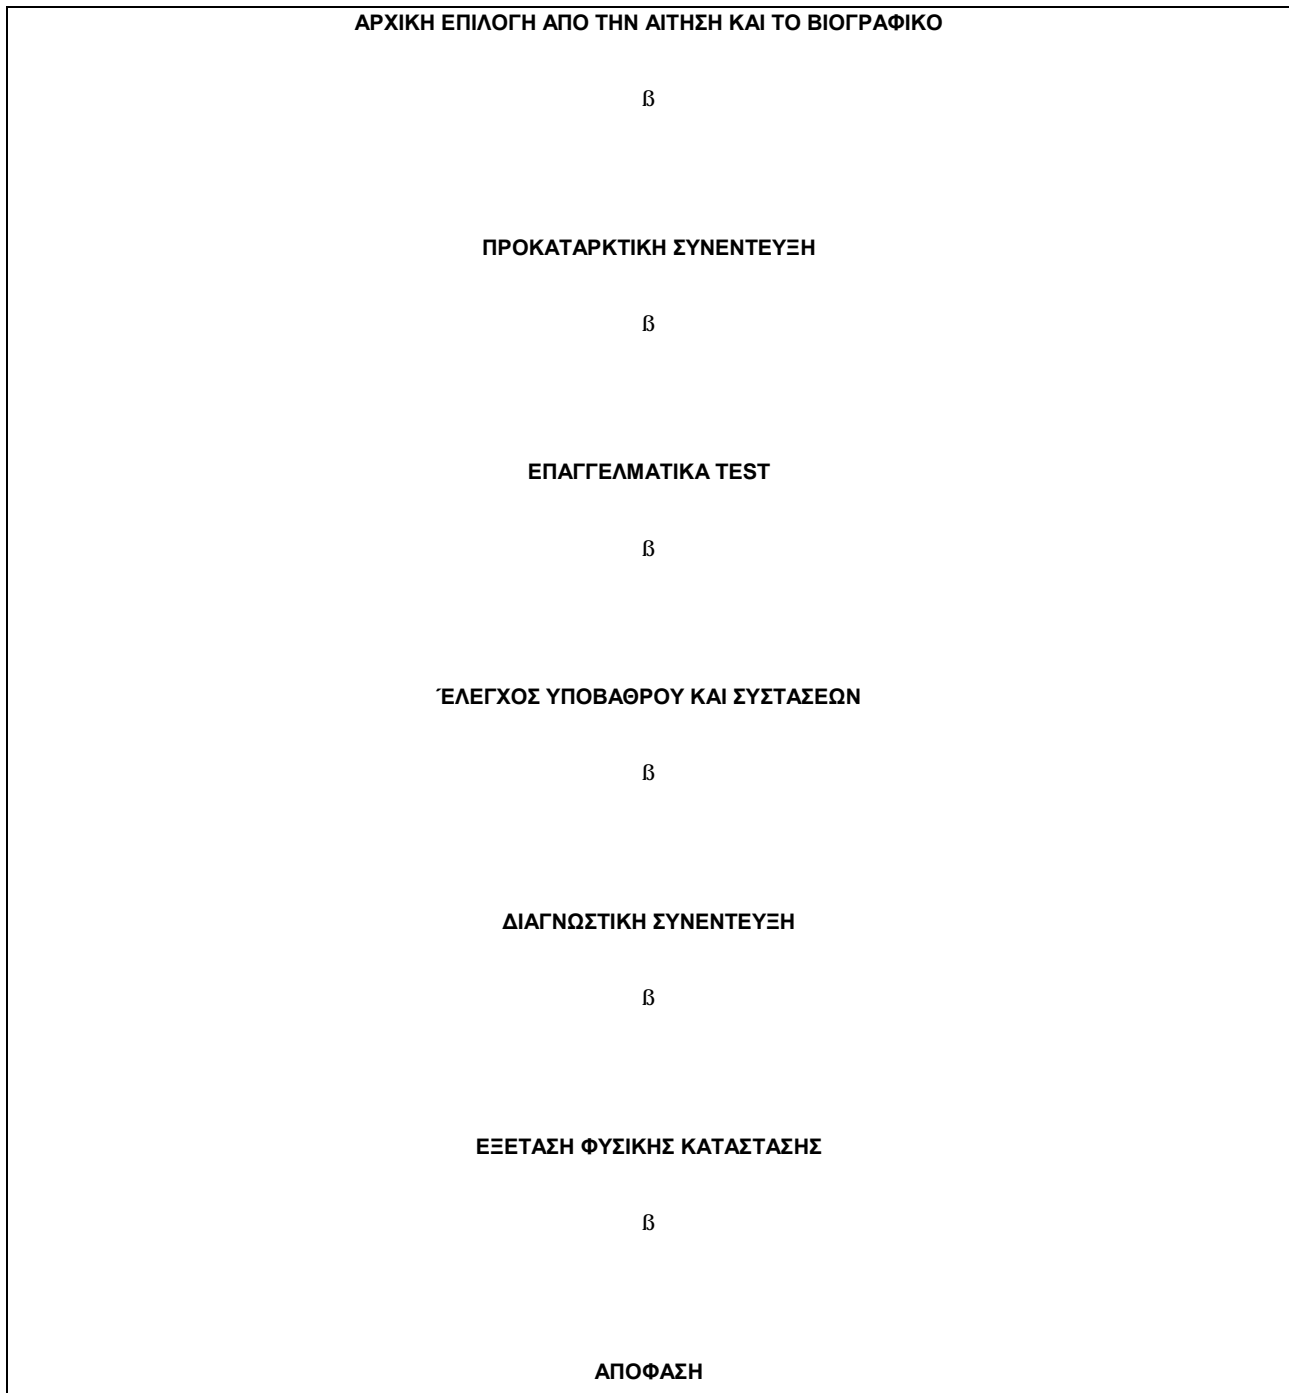 ΑΡΧΙΚΗ ΕΠΙΛΟΓΗ ΑΠΟ ΤΗΝ ΑΙΤΗΣΗ ΚΑΙ ΤΟ ΒΙΟΓΡΑΦΙΚΟ
ß
ΠΡΟΚΑΤΑΡΚΤΙΚΗ ΣΥΝΕΝΤΕΥΞΗ
ß
ΕΠΑΓΓΕΛΜΑΤΙΚΑ TEST
ß
΄ΕΛΕΓΧΟΣ ΥΠΟΒΑΘΡΟΥ ΚΑΙ ΣΥΣΤΑΣΕΩΝ
ß
ΔΙΑΓΝΩΣΤΙΚΗ ΣΥΝΕΝΤΕΥΞΗ
ß
ΕΞΕΤΑΣΗ ΦΥΣΙΚΗΣ ΚΑΤΑΣΤΑΣΗΣ
ß
ΑΠΟΦΑΣΗ